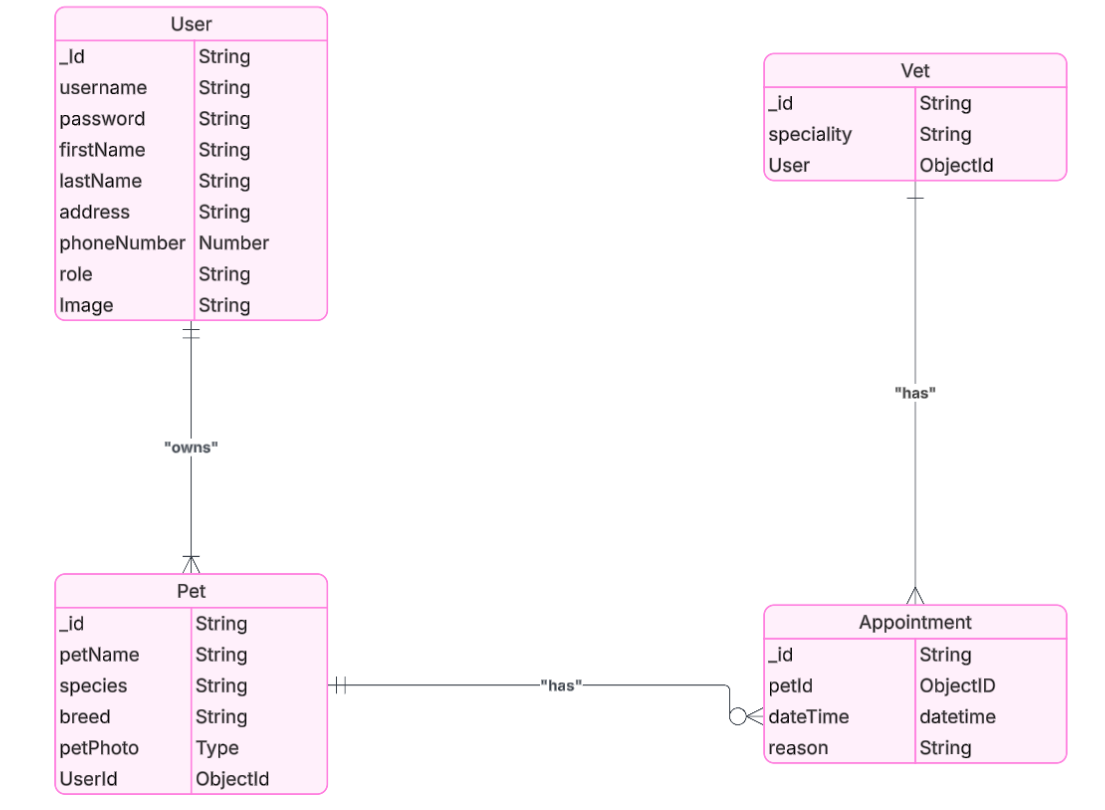 User
_Id String
username String
password String
firstName String
lastName String
address String
phoneNumber Number
role String
Image String
Vet
_id String
speciality String
User ObjectId
"owns"
"has"
Pet
_id String
petName String
species String
breed String
petPhoto Type
UserId ObjectId
"has"
Appointment
_id String
petId ObjectID
dateTime datetime
reason String